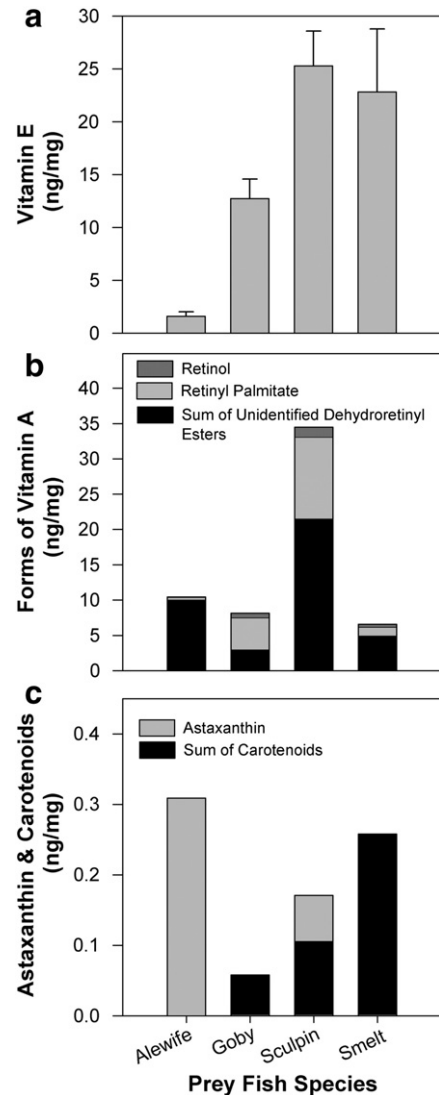 a
Vitamin E
(ng/mg)
30
25
20
15
10
5
0
b
Forms of Vitamin A
(ng/mg)
40
35
30
25
20
15
10
5
0
Retinol
Retinyl Palmitate
Sum of Unidentified Dehydroretinyl
Esters
c
Astaxanthin & Carotenoids
(ng/mg)
0.4
0.3
0.2
0.1
0.0
Astaxanthin
Sum of Carotenoids
Alewife
Goby
Sculpin
Smelt
Prey Fish Species